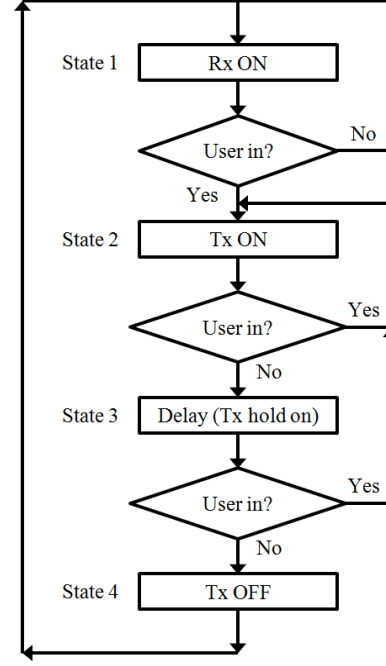 State 1
Rx ON
User in?
No
Yes
State 2
Tx ON
User in?
Yes
No
State 3
Delay (Tx hold on)
User in?
Yes
No
State 4
Tx OFF